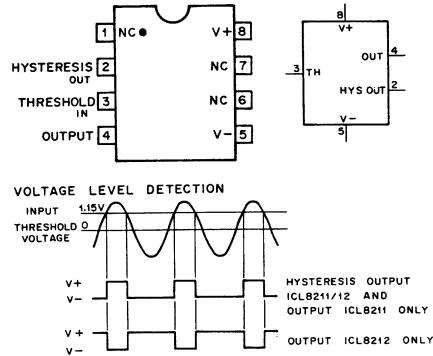 1 NC
V+ 8
HYSTERESIS OUT 2
NC 7
THRESHOLD IN 3
NC 6
OUTPUT 4
V- 5
8
V+
OUT 4
3 TH
HYS OUT 2
V-
5
VOLTAGE LEVEL DETECTION
INPUT 1.15V
THRESHOLD 0
VOLTAGE
V+
V-
HYSTERESIS OUTPUT
ICL8211/12 AND
OUTPUT ICL8211 ONLY
V+
V-
OUTPUT ICL8212 ONLY